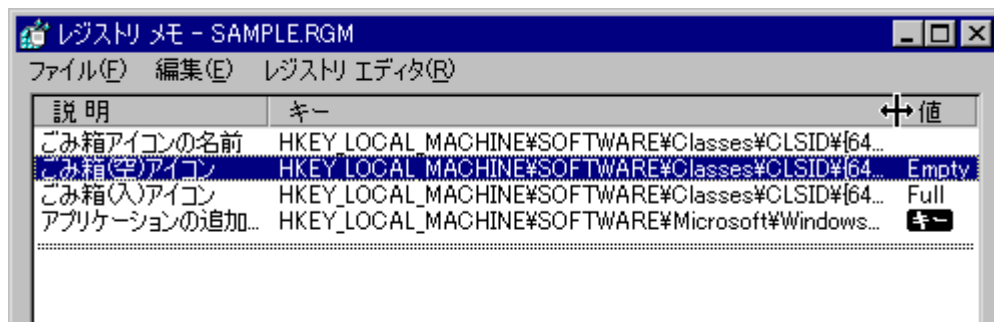 レジストリ メモ - SAMPLE.RGM
ファイル(F) 編集(E) レジストリ エディタ(R)
説明 キー 値
ごみ箱アイコンの名前 HKEY_LOCAL_MACHINE¥SOFTWARE¥Classes¥CLSID¥{64...
ごみ箱(空)アイコン HKEY_LOCAL_MACHINE¥SOFTWARE¥Classes¥CLSID¥{64... Empty
ごみ箱(入)アイコン HKEY_LOCAL_MACHINE¥SOFTWARE¥Classes¥CLSID¥{64... Full
アプリケーションの追加... HKEY_LOCAL_MACHINE¥SOFTWARE¥Microsoft¥Windows... キー